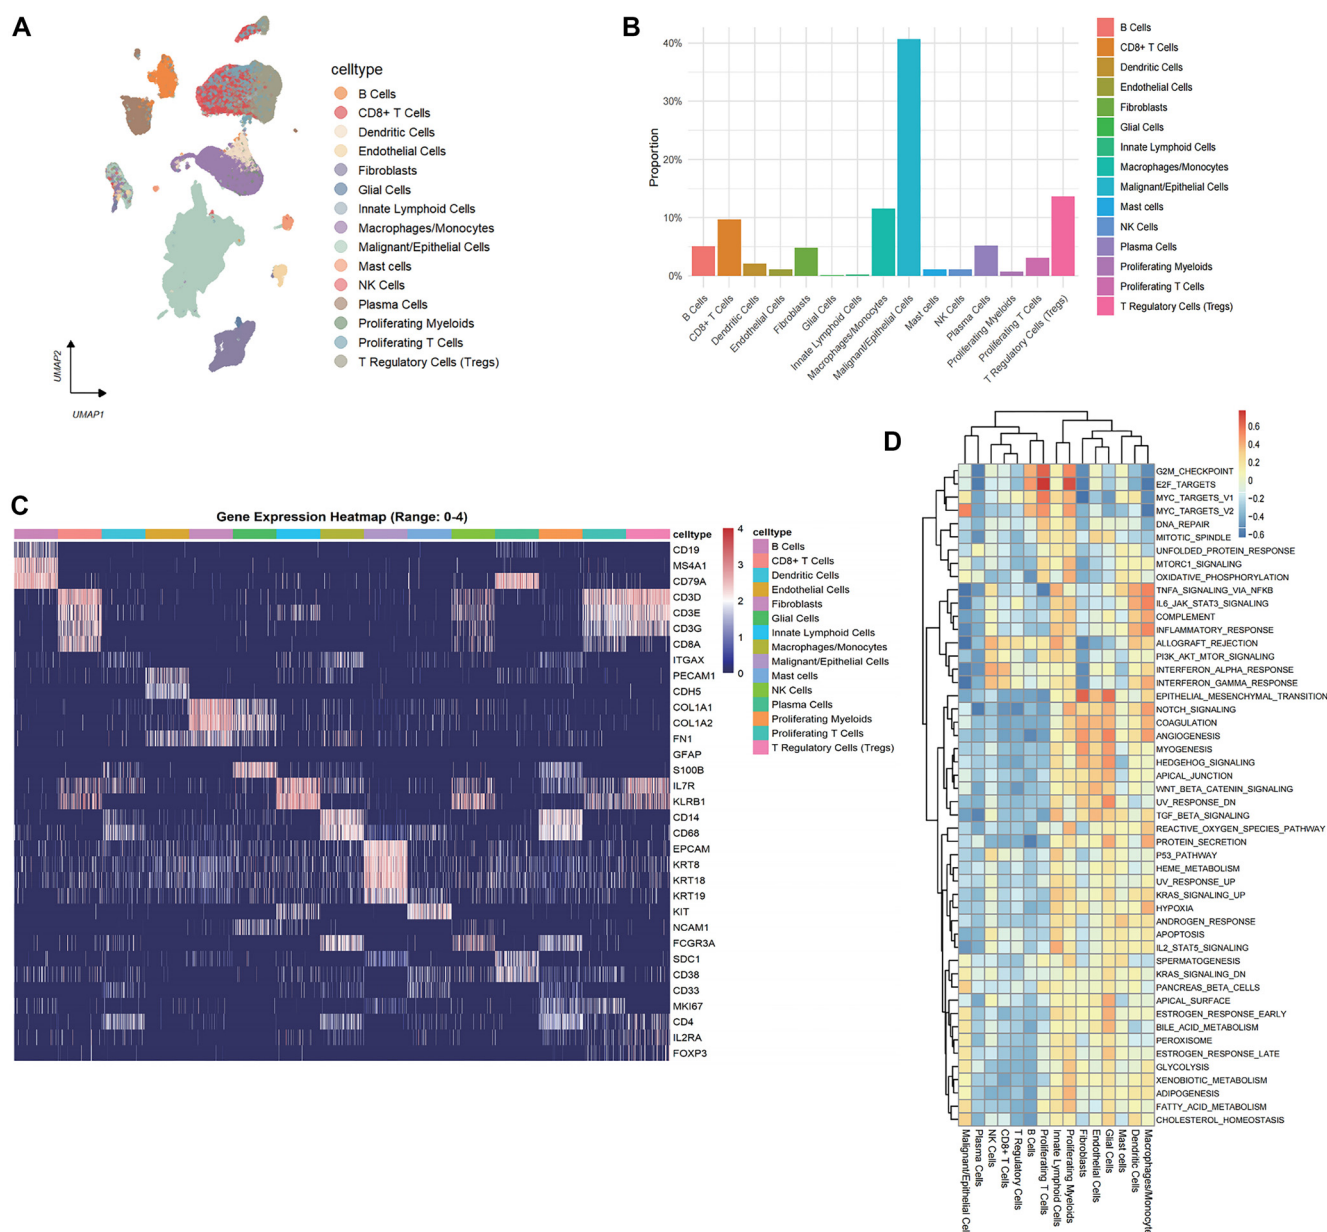 A
celltype
B Cells
CD8+ T Cells
Dendritic Cells
Endothelial Cells
Fibroblasts
Glial Cells
Innate Lymphoid Cells
Macrophages/Monocytes
Malignant/Epithelial Cells
Mast cells
NK Cells
Plasma Cells
Proliferating Myeloids
Proliferating T Cells
T Regulatory Cells (Tregs)
UMAP2
UMAP1
B
Proportion
40%
30%
20%
10%
0%
B Cells
CD8+ T Cells
Dendritic Cells
Endothelial Cells
Fibroblasts
Glial Cells
Innate Lymphoid Cells
Macrophages/Monocytes
Malignant/Epithelial Cells
Mast cells
NK Cells
Plasma Cells
Proliferating Myeloids
Proliferating T Cells
T Regulatory Cells (Tregs)
B Cells
CD8+ T Cells
Dendritic Cells
Endothelial Cells
Fibroblasts
Glial Cells
Innate Lymphoid Cells
Macrophages/Monocytes
Malignant/Epithelial Cells
Mast cells
NK Cells
Plasma Cells
Proliferating Myeloids
Proliferating T Cells
T Regulatory Cells (Tregs)
C
Gene Expression Heatmap (Range: 0-4)
celltype
CD19
MS4A1
CD79A
CD3D
CD3E
CD3G
CD8A
ITGAX
PECAM1
CDH5
COL1A1
COL1A2
FN1
GFAP
S100B
IL7R
KLRB1
CD14
CD68
EPCAM
KRT8
KRT18
KRT19
KIT
NCAM1
FCGR3A
SDC1
CD38
CD33
MKI67
CD4
IL2RA
FOXP3
4
3
2
1
0
celltype
B Cells
CD8+ T Cells
Dendritic Cells
Endothelial Cells
Fibroblasts
Glial Cells
Innate Lymphoid Cells
Macrophages/Monocytes
Malignant/Epithelial Cells
Mast cells
NK Cells
Plasma Cells
Proliferating Myeloids
Proliferating T Cells
T Regulatory Cells (Tregs)
D
0.6
0.4
0.2
0
−0.2
−0.4
−0.6
G2M_CHECKPOINT
E2F_TARGETS
MYC_TARGETS_V1
MYC_TARGETS_V2
DNA_REPAIR
MITOTIC_SPINDLE
UNFOLDED_PROTEIN_RESPONSE
MTORC1_SIGNALING
OXIDATIVE_PHOSPHORYLATION
TNFA_SIGNALING_VIA_NFKB
IL6_JAK_STAT3_SIGNALING
COMPLEMENT
INFLAMMATORY_RESPONSE
ALLOGRAFT_REJECTION
PI3K_AKT_MTOR_SIGNALING
INTERFERON_ALPHA_RESPONSE
INTERFERON_GAMMA_RESPONSE
EPITHELIAL_MESENCHYMAL_TRANSITION
NOTCH_SIGNALING
COAGULATION
ANGIOGENESIS
MYOGENESIS
HEDGEHOG_SIGNALING
APICAL_JUNCTION
WNT_BETA_CATENIN_SIGNALING
UV_RESPONSE_DN
TGF_BETA_SIGNALING
REACTIVE_OXYGEN_SPECIES_PATHWAY
PROTEIN_SECRETION
P53_PATHWAY
HEME_METABOLISM
UV_RESPONSE_UP
KRAS_SIGNALING_UP
HYPOXIA
ANDROGEN_RESPONSE
APOPTOSIS
IL2_STAT5_SIGNALING
SPERMATOGENESIS
KRAS_SIGNALING_DN
PANCREAS_BETA_CELLS
APICAL_SURFACE
ESTROGEN_RESPONSE_EARLY
BILE_ACID_METABOLISM
PEROXISOME
ESTROGEN_RESPONSE_LATE
GLYCOLYSIS
XENOBIOTIC_METABOLISM
ADIPOGENESIS
FATTY_ACID_METABOLISM
CHOLESTEROL_HOMEOSTASIS
Malignant/Epithelial Cel
Plasma Cells
NK Cells
CD8+ T Cells
T Regulatory Cells
B Cells
Proliferating T Cells
Innate Lymphoid Cells
Proliferating Myeloids
Fibroblasts
Endothelial Cells
Glial Cells
Mast cells
Dendritic Cells
Macrophages/Monocyte